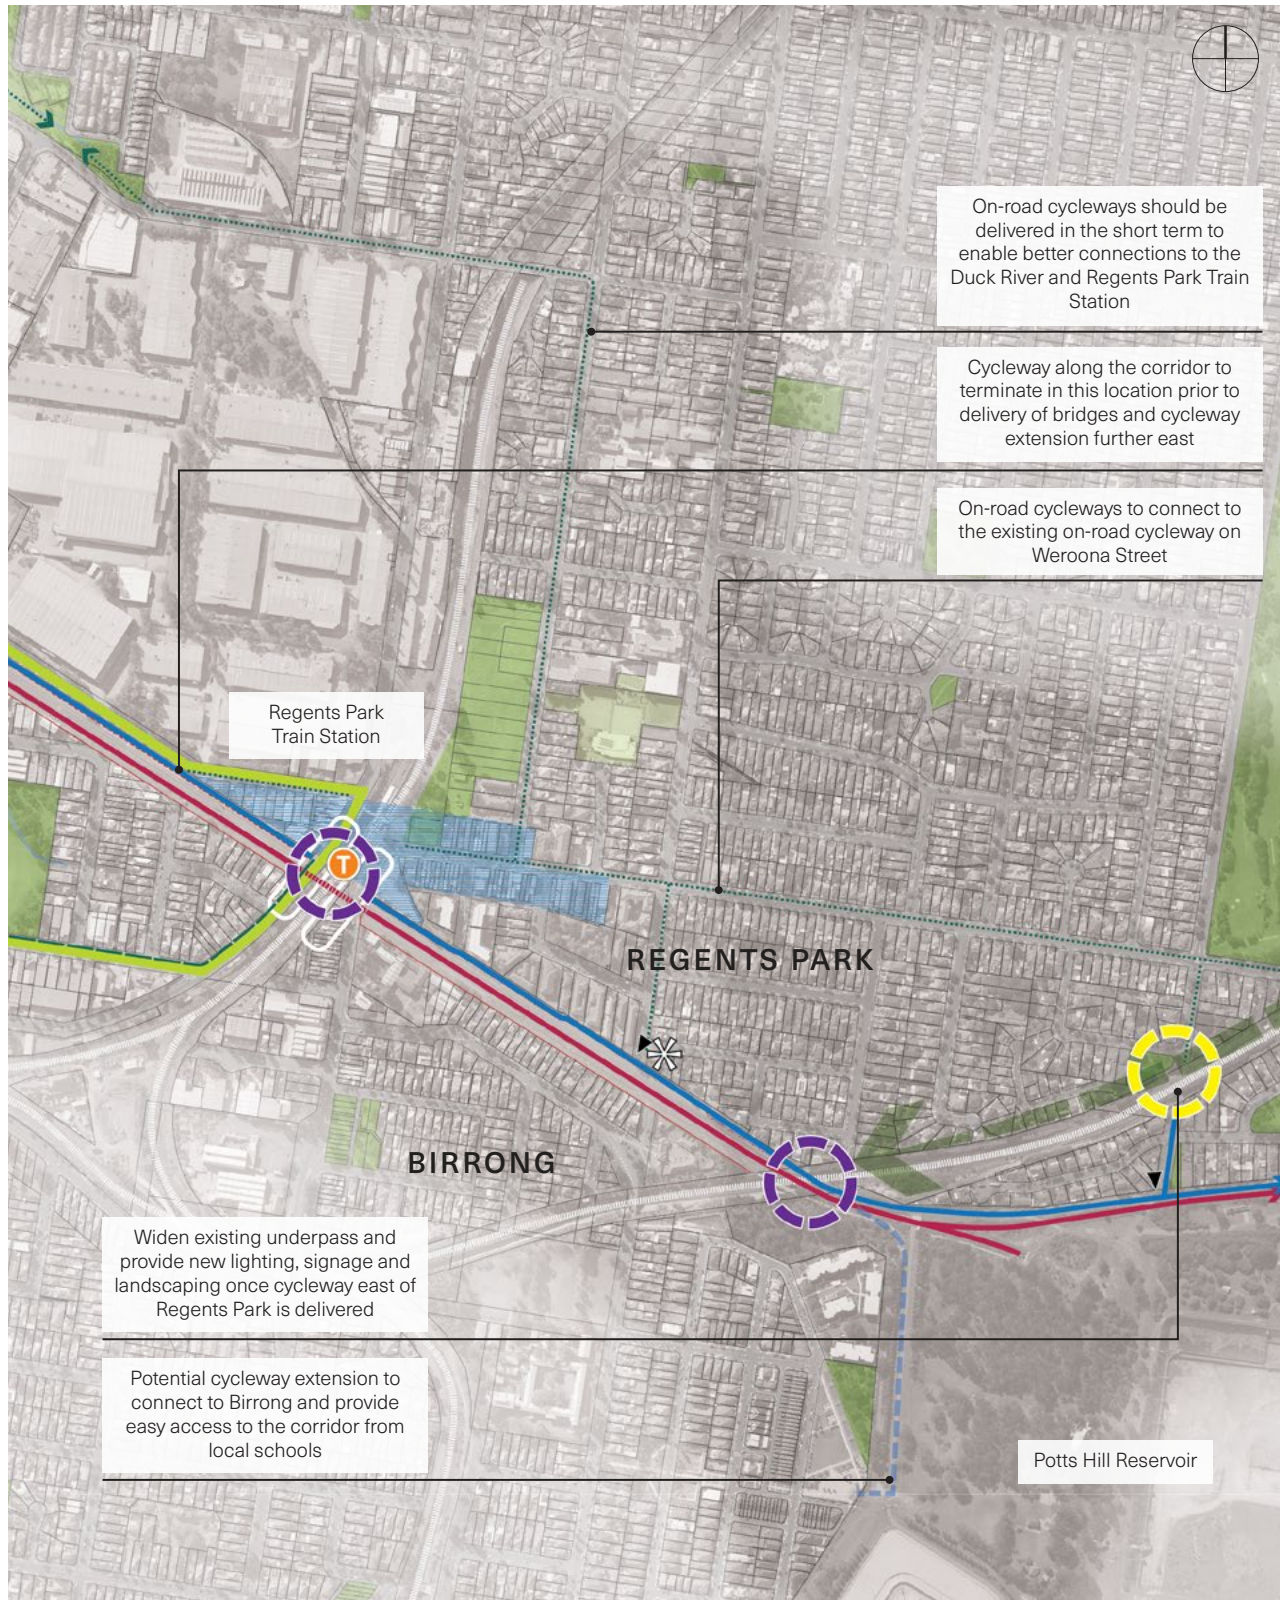 On-road cycleways should be
delivered in the short term to
enable better connections to the
Duck River and Regents Park Train
Station
Cycleway along the corridor to
terminate in this location prior to
delivery of bridges and cycleway
extension further east
On-road cycleways to connect to
the existing on-road cycleway on
Weroona Street
Regents Park
Train Station
T
REGENTS PARK
BIRRONG
Widen existing underpass and
provide new lighting, signage and
landscaping once cycleway east of
Regents Park is delivered
Potential cycleway extension to
connect to Birrong and provide
easy access to the corridor from
local schools
Potts Hill Reservoir